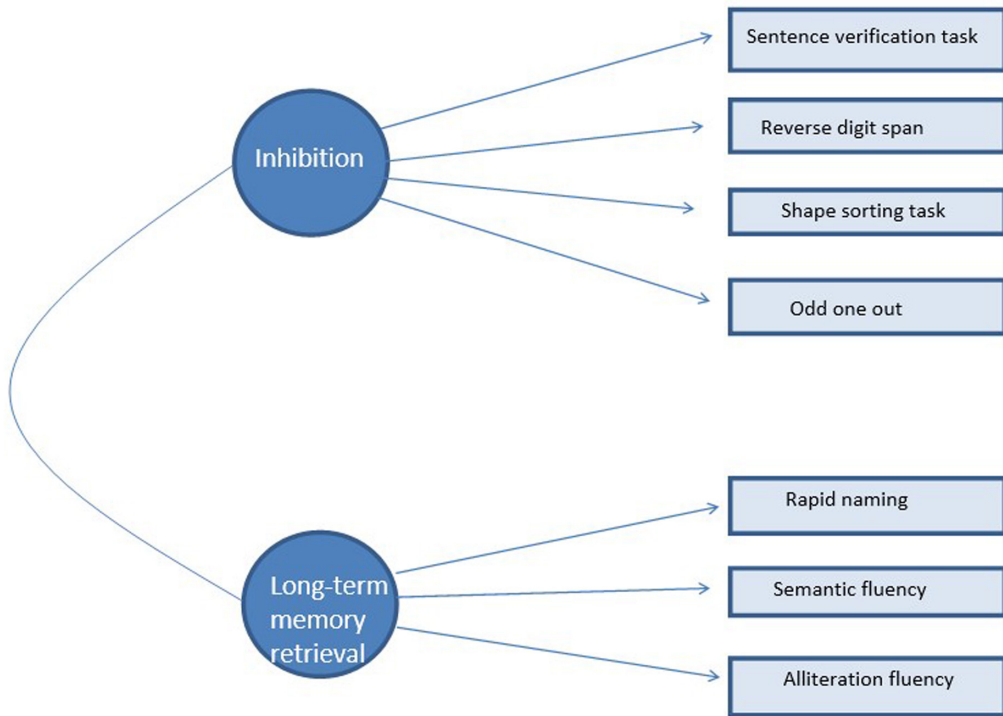 Sentence verification task
Inhibition
Reverse digit span
Shape sorting task
Odd one out
Rapid naming
Long-term
memory
retrieval
Semantic fluency
Alliteration fluency